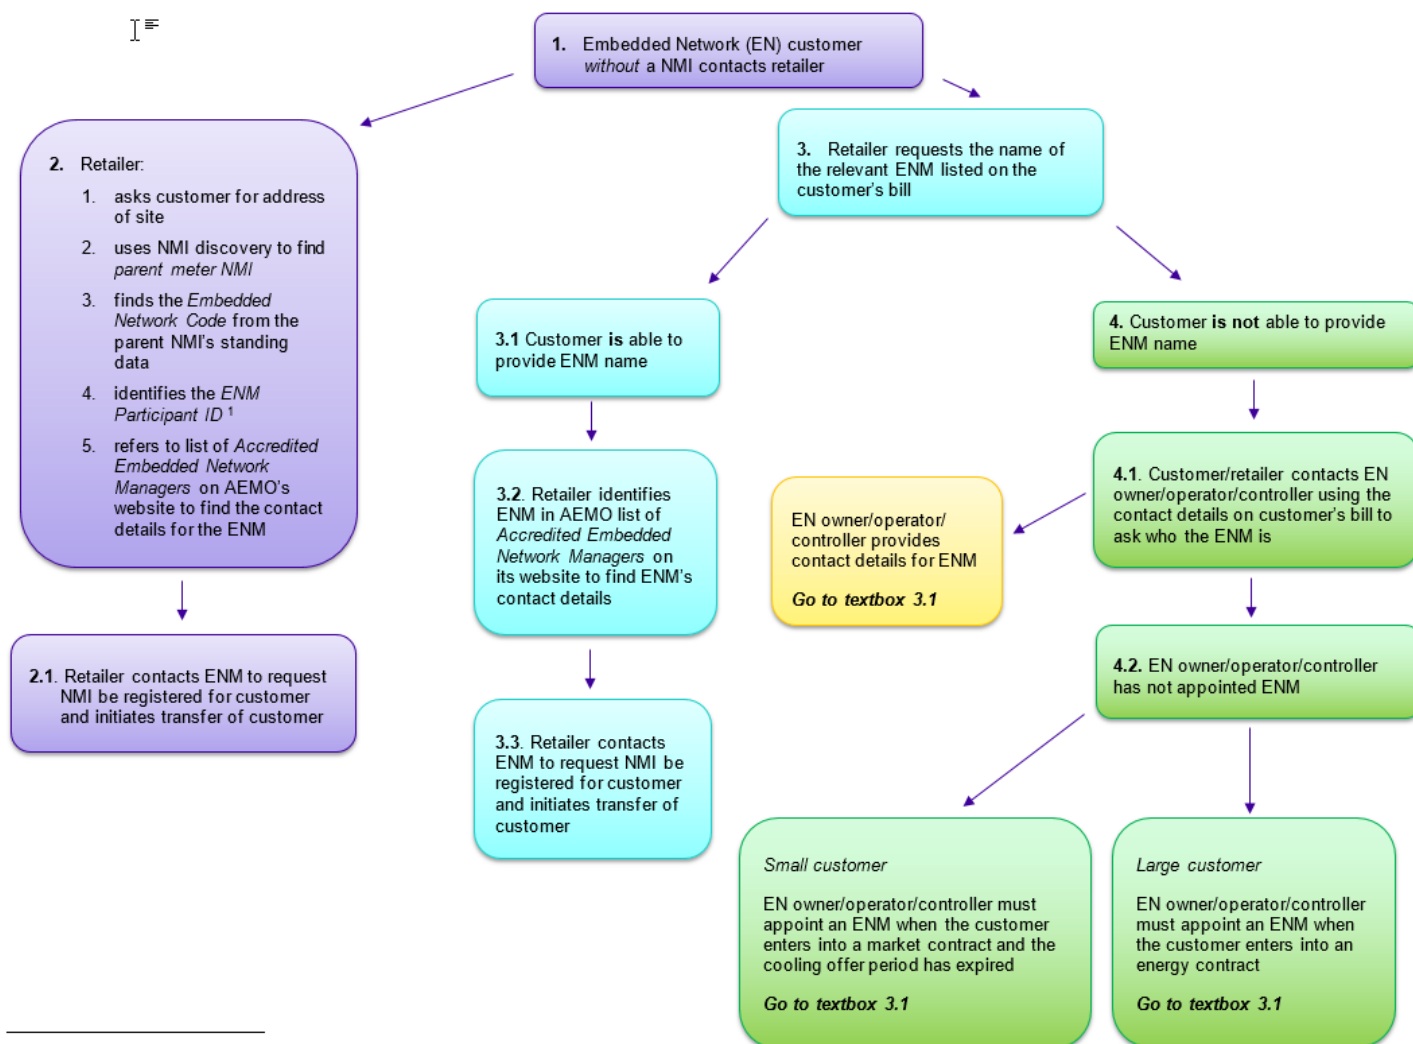 1. Embedded Network (EN) customer
without a NMI contacts retailer
2. Retailer:
1. asks customer for address
of site
2. uses NMI discovery to find
parent meter NMI
3. finds the Embedded
Network Code from the
parent NMI's standing
data
4. identifies the ENM
Participant ID 1
5. refers to list of Accredited
Embedded Network
Managers on AEMO's
website to find the contact
details for the ENM
2.1. Retailer contacts ENM to request
NMI be registered for customer
and initiates transfer of customer
3. Retailer requests the name of
the relevant ENM listed on the
customer's bill
3.1 Customer is able to
provide ENM name
3.2. Retailer identifies
ENM in AEMO list of
Accredited Embedded
Network Managers on
its website to find ENM's
contact details
3.3. Retailer contacts
ENM to request NMI be
registered for customer
and initiates transfer of
customer
4. Customer is not able to provide
ENM name
4.1. Customer/retailer contacts EN
owner/operator/controller using the
contact details on customer's bill to
ask who the ENM is
EN owner/operator/
controller provides
contact details for ENM
Go to textbox 3.1
4.2. EN owner/operator/controller
has not appointed ENM
Small customer
EN owner/operator/controller must
appoint an ENM when the customer
enters into a market contract and the
cooling offer period has expired
Go to textbox 3.1
Large customer
EN owner/operator/controller
must appoint an ENM when
the customer enters into an
energy contract
Go to textbox 3.1